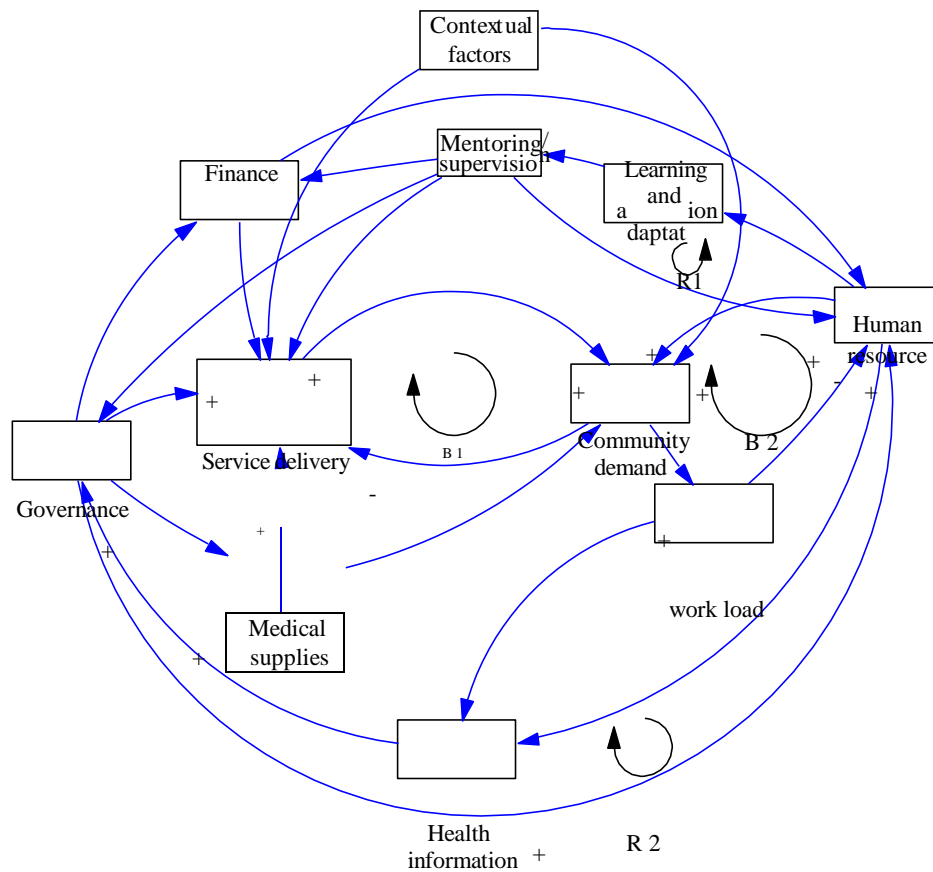 Contextual
factors
Mentoring/
supervision
Finance
Learning
and
a ion
daptat
R1
Human
resource
+
+
-
+
+
+
+
+
B 1
B 2
Service delivery
Community
demand
Governance
-
+
+
+
work load
Medical
supplies
+
Health
information
+
R 2